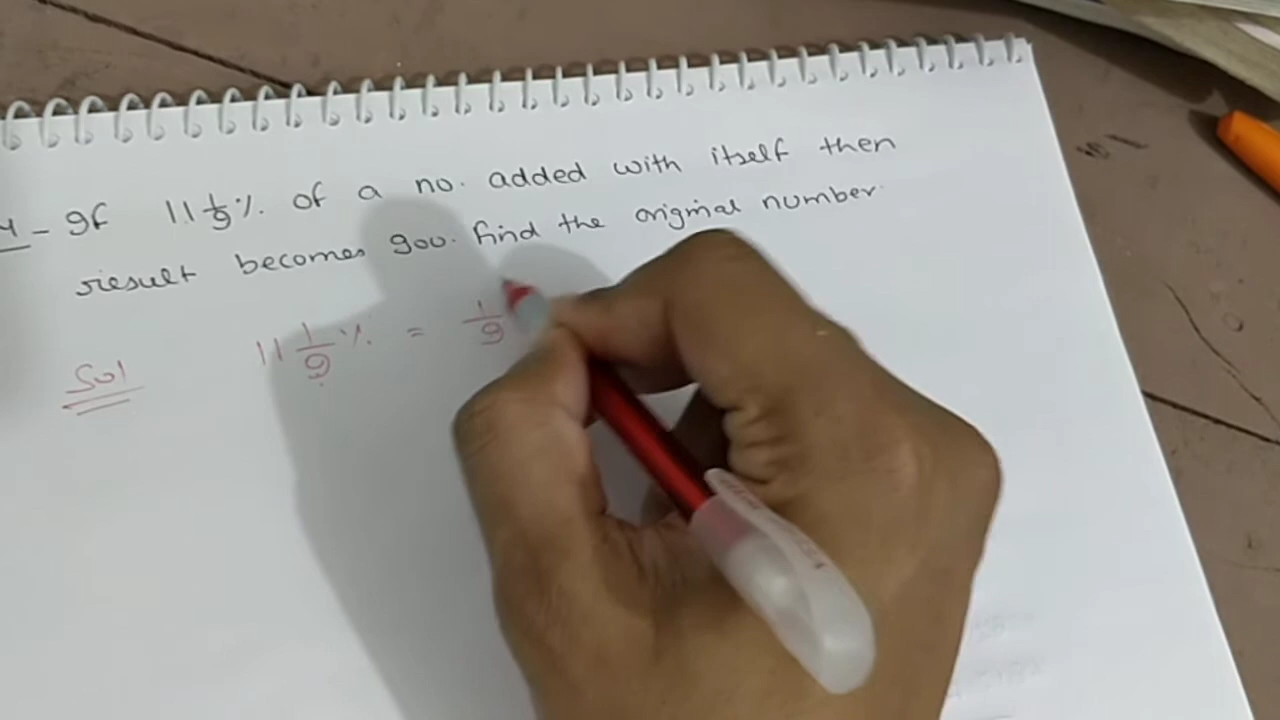 4 - gf 11 1/9 %. of a no. added with itself then
result becomes 900. find the original number.
Sol 11 1/9 % = 1/9